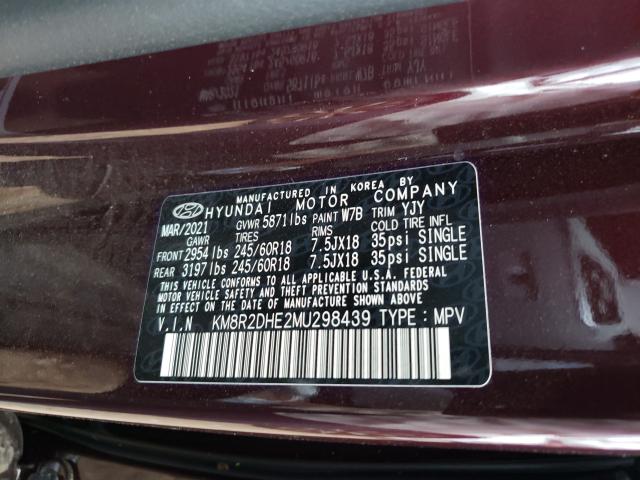 MANUFACTURED IN KOREA BY
HYUNDAI MOTOR COMPANY
MAR/2021 GVWR 5871lbs PAINT W7B TRIM YJY
GAWR TIRES RIMS COLD TIRE INFL
FRONT 2954 lbs 245/60R18 7.5JX18 35psi SINGLE
REAR 3197 lbs 245/60R18 7.5JX18 35psi SINGLE
THIS VEHICLE CONFORMS TO ALL APPLICABLE U.S.A. FEDERAL
MOTOR VEHICLE SAFETY, BUMPER, AND THEFT PREVENTION STANDARDS
IN EFFECT ON THE DATE OF MANUFACTURE SHOWN ABOVE.
V.I.N KM8R2DHE2MU298439 TYPE : MPV